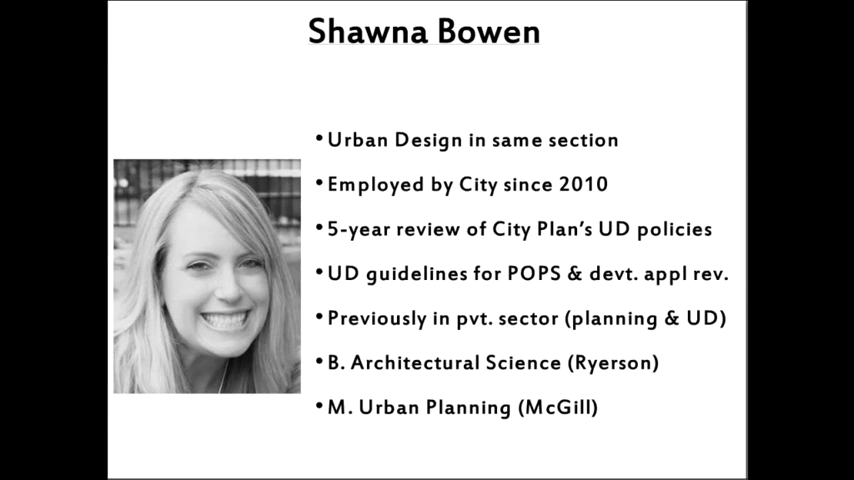 Shawna Bowen
• Urban Design in same section
• Employed by City since 2010
• 5-year review of City Plan's UD policies
• UD guidelines for POPS & devt. appl rev.
• Previously in pvt. sector (planning & UD)
• B. Architectural Science (Ryerson)
• M. Urban Planning (McGill)